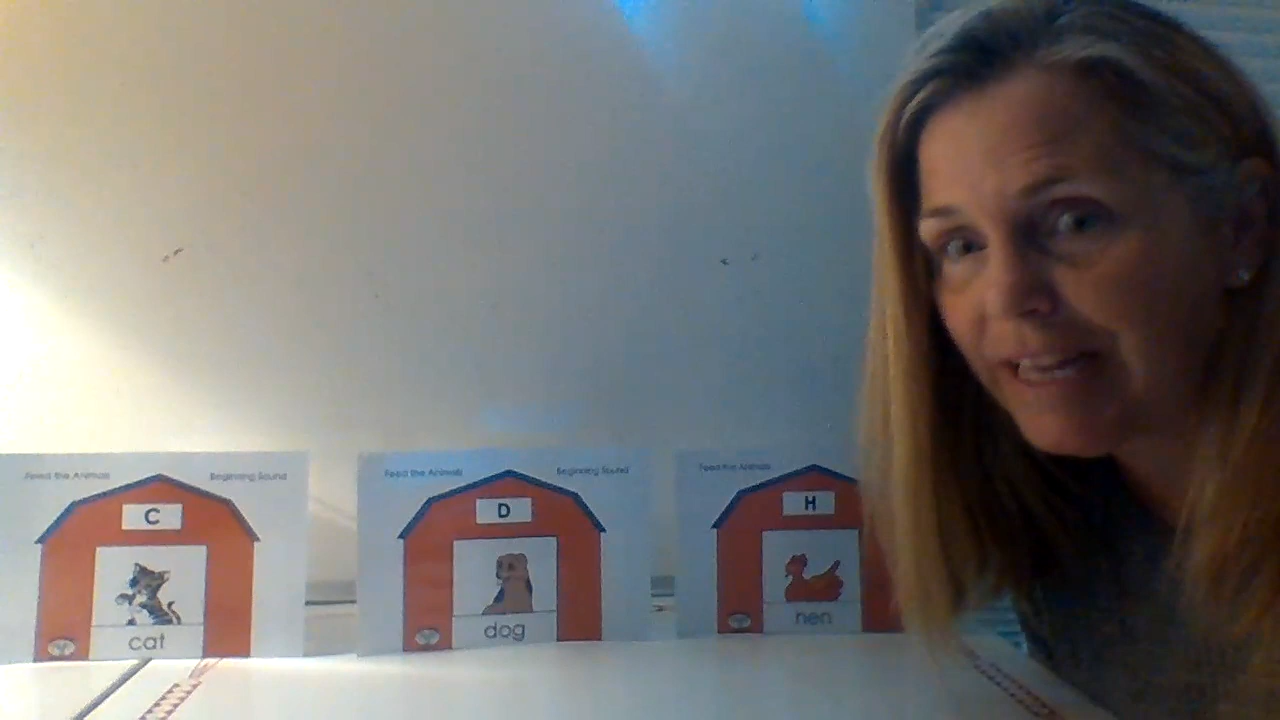 Feed the Animals Beginning Sound
C
cat
Feed the Animals Beginning Sound
D
dog
Feed the Animals
H
hen